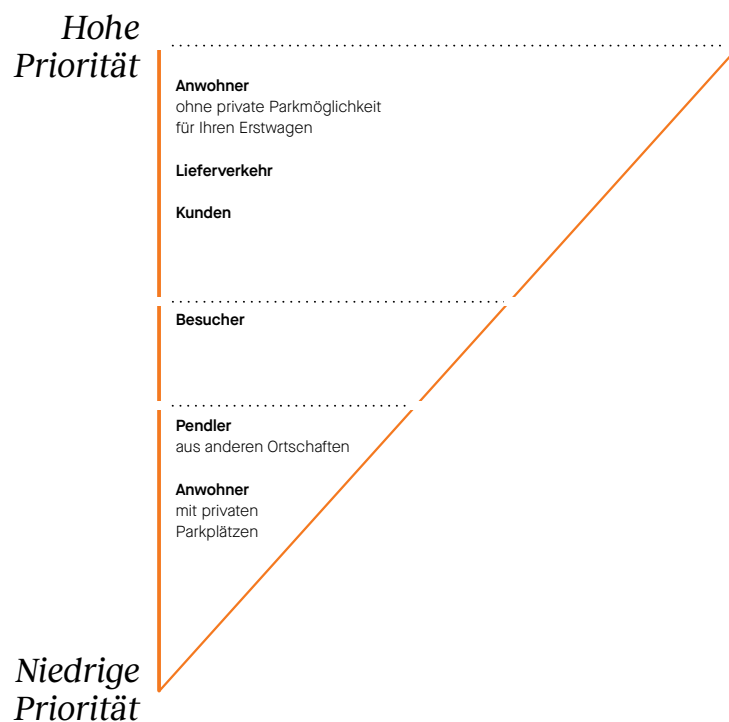 Hohe
Priorität
Anwohner
ohne private Parkmöglichkeit
für Ihren Erstwagen
Lieferverkehr
Kunden
Besucher
Pendler
aus anderen Ortschaften
Anwohner
mit privaten
Parkplätzen
Niedrige
Priorität